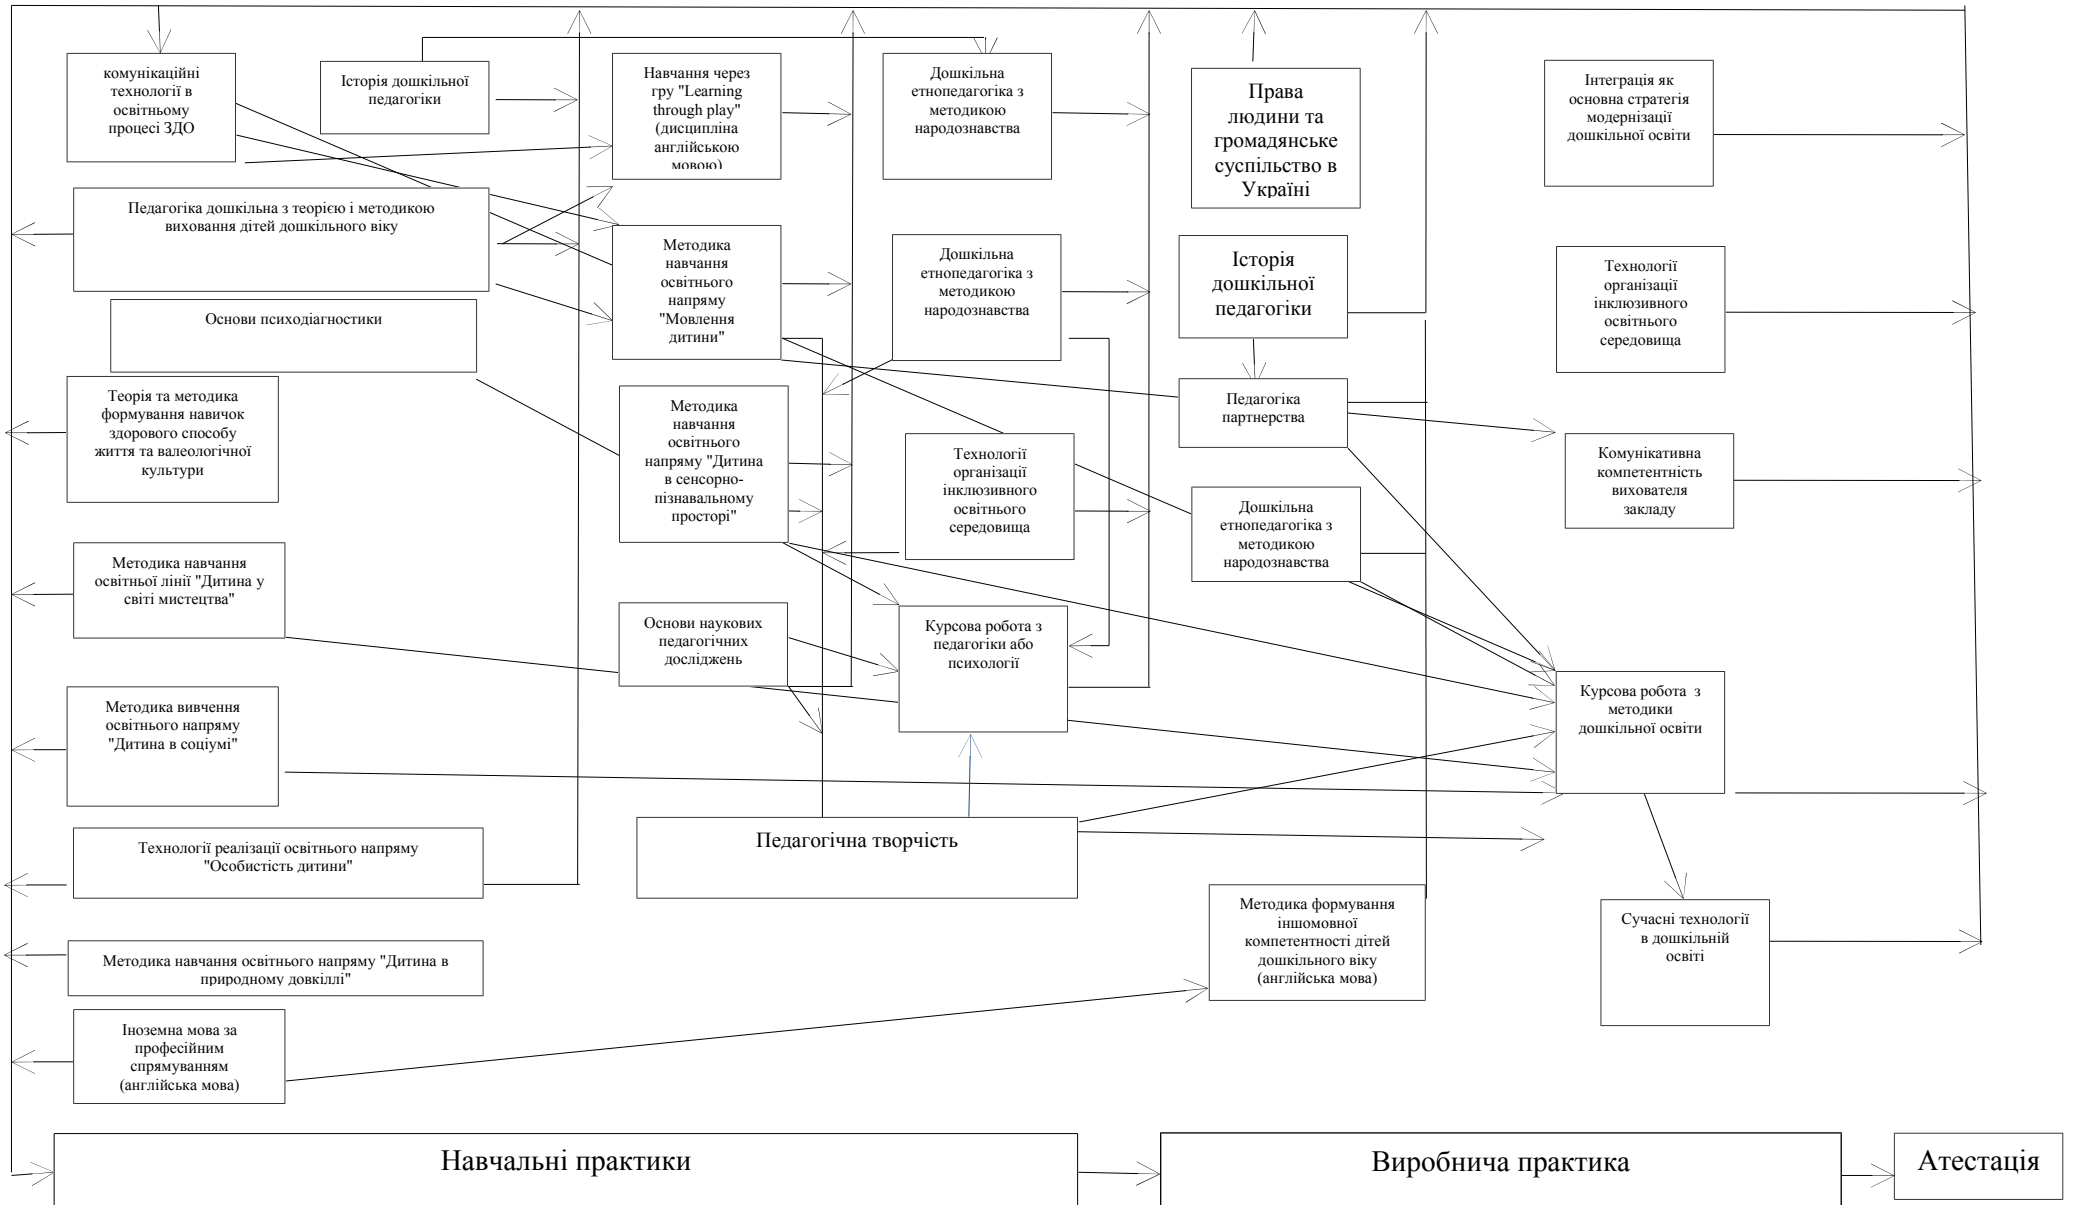 комунікаційні
технології в
освітньому
процесі ЗДО
Історія дошкільної
педагогіки
Навчання через
гру "Learning
through play"
(дисципліна
англійською
мовою)
Дошкільна
етнопедагогіка з
методикою
народознавства
Права
людини та
громадянське
суспільство в
Україні
Інтеграція як
основна стратегія
модернізації
дошкільної освіти
Педагогіка дошкільна з теорією і методикою
виховання дітей дошкільного віку
Методика
навчання
освітнього
напряму
"Мовлення
дитини"
Дошкільна
етнопедагогіка з
методикою
народознавства
Історія
дошкільної
педагогіки
Технології
організації
інклюзивного
освітнього
середовища
Основи психодіагностики
Теорія та методика
формування навичок
здорового способу
життя та валеологічної
культури
Методика
навчання
освітнього
напряму "Дитина
в сенсорно-
пізнавальному
просторі"
Технології
організації
інклюзивного
освітнього
середовища
Педагогіка
партнерства
Комунікативна
компетентність
вихователя
закладу
Дошкільна
етнопедагогіка з
методикою
народознавства
Методика навчання
освітньої лінії "Дитина у
світі мистецтва"
Основи наукових
педагогічних
досліджень
Курсова робота з
педагогіки або
психології
Курсова робота  з
методики
дошкільної освіти
Методика вивчення
освітнього напряму
"Дитина в соціумі"
Технології реалізації освітнього напряму
"Особистість дитини"
Педагогічна творчість
Методика формування
іншомовної
компетентності дітей
дошкільного віку
(англійська мова)
Сучасні технології
в дошкільній
освіті
Методика навчання освітнього напряму "Дитина в
природному довкіллі"
Іноземна мова за
професійним
спрямуванням
(англійська мова)
Навчальні практики
Виробнича практика
Атестація